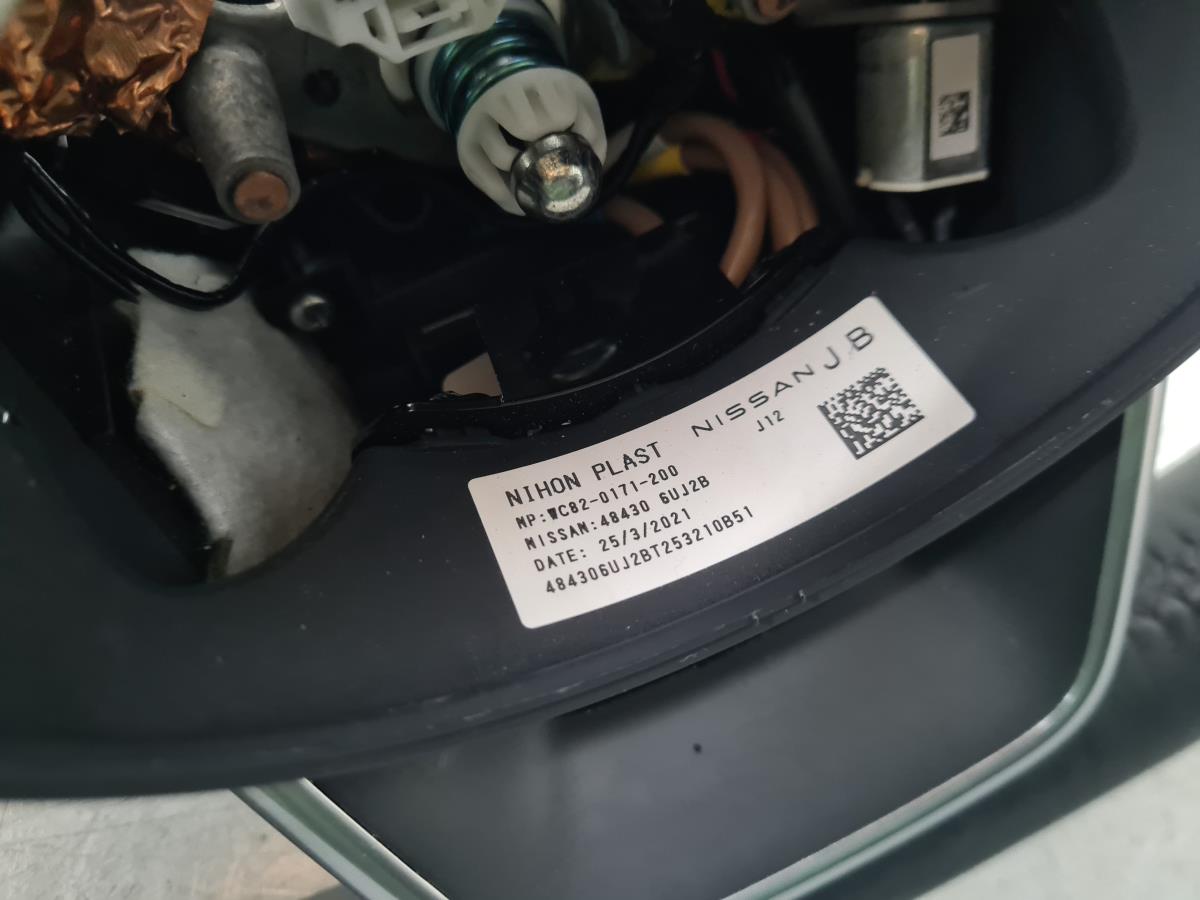 NIHON PLAST NISSAN J B
J12
NP:WC82-0171-200
NISSAN:48430 6UJ2B
DATE: 25/3/2021
484306UJ2BT253210B51